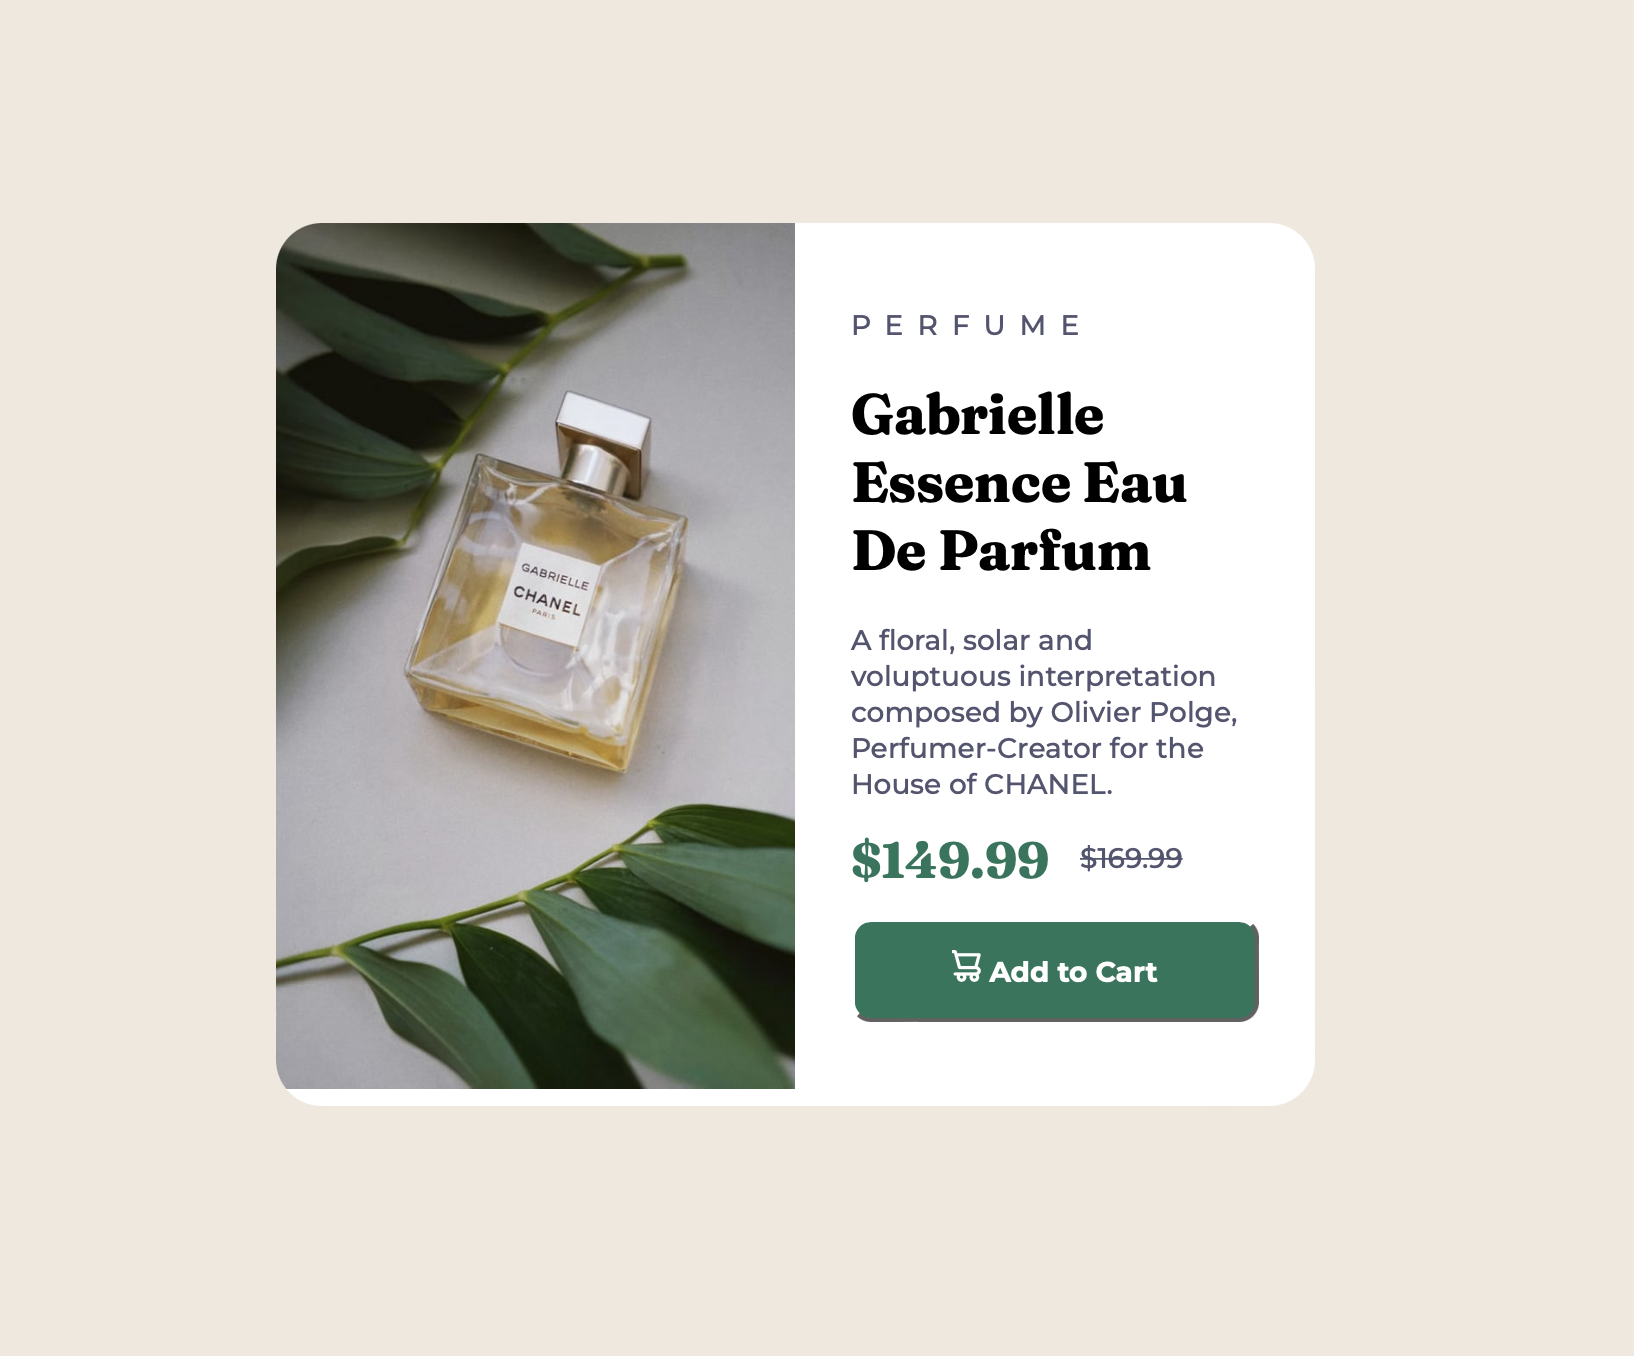 GABRIELLE
CHANEL
PARIS
PERFUME
Gabrielle
Essence Eau
De Parfum
A floral, solar and
voluptuous interpretation
composed by Olivier Polge,
Perfumer-Creator for the
House of CHANEL.
$149.99 $169.99
Add to Cart